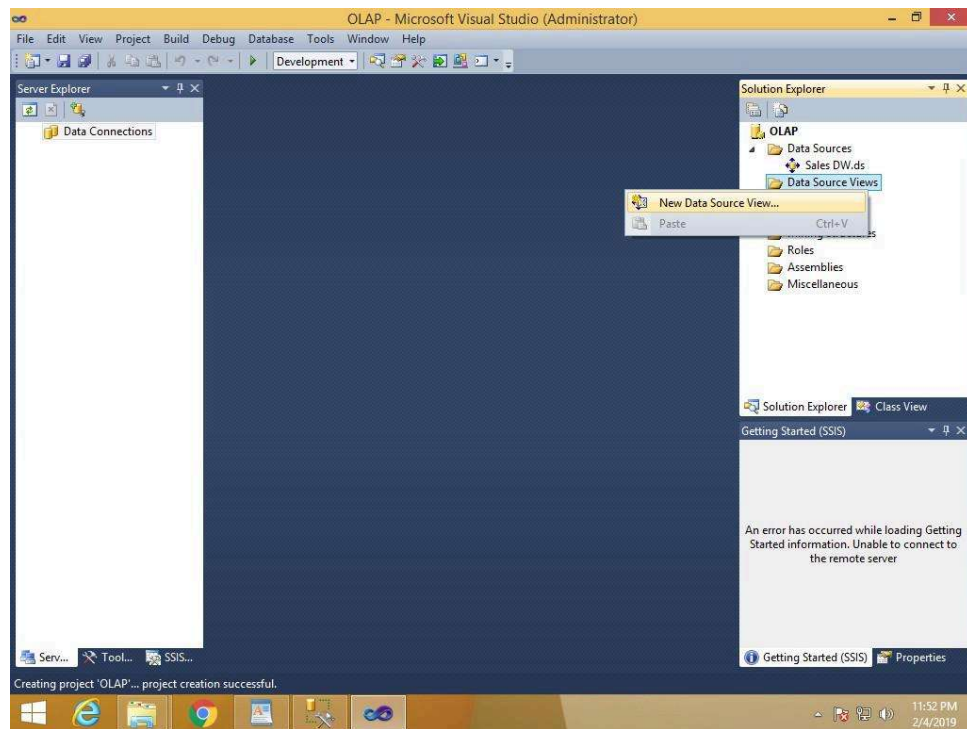 OLAP - Microsoft Visual Studio (Administrator)
File Edit View Project Build Debug Database Tools Window Help
Development
Server Explorer
Data Connections
Solution Explorer
OLAP
Data Sources
Sales DW.ds
Data Source Views
New Data Source View...
Paste Ctrl+V
Mining Structures
Roles
Assemblies
Miscellaneous
Solution Explorer Class View
Getting Started (SSIS)
An error has occurred while loading Getting
Started information. Unable to connect to
the remote server
Serv... Tool... SSIS...
Getting Started (SSIS) Properties
Creating project 'OLAP'... project creation successful.
11:52 PM
2/4/2019